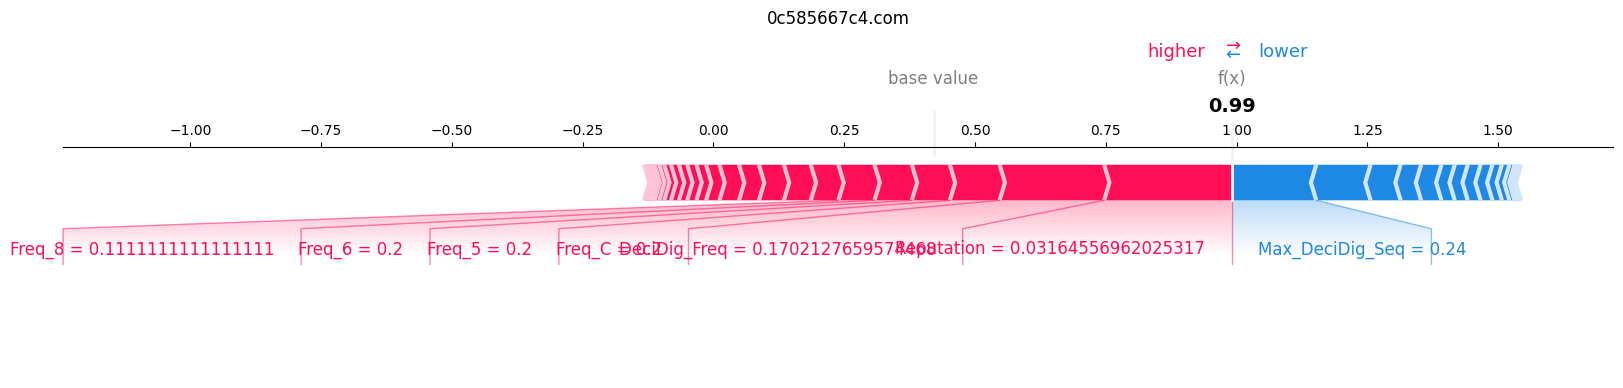 0c585667c4.com
higher ⇄ lower
base value f(x)
0.99
−1.00 −0.75 −0.50 −0.25 0.00 0.25 0.50 0.75 1.00 1.25 1.50
Freq_8 = 0.1111111111111111 Freq_6 = 0.2 Freq_5 = 0.2 Freq_C = 0.2 DeciDig_Freq = 0.1702127659574468 Reputation = 0.03164556962025317 Max_DeciDig_Seq = 0.24